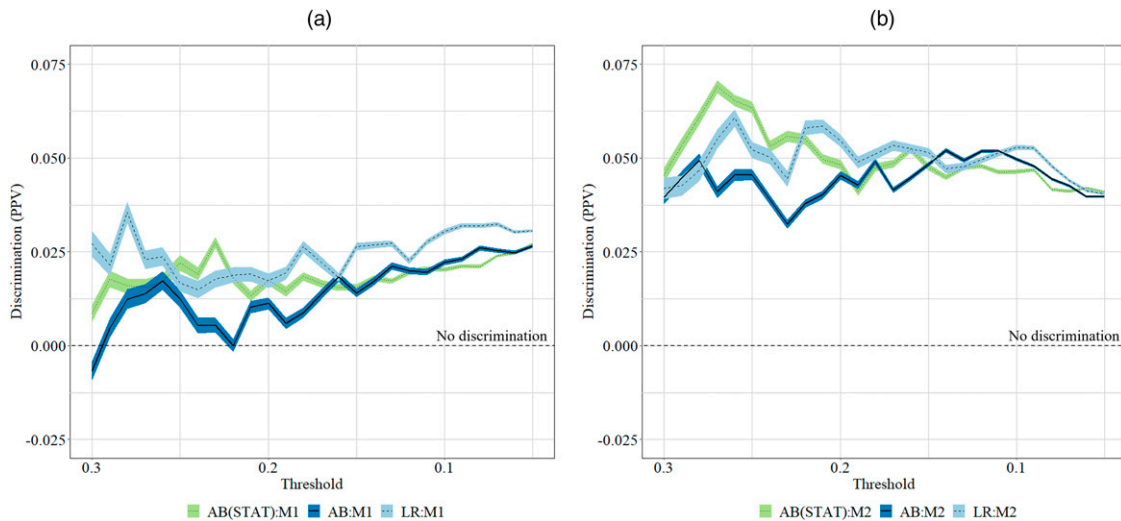 (a)
Discrimination (PPV)
0.075
0.050
0.025
0.000
-0.025
No discrimination
0.3
0.2
0.1
Threshold
AB(STAT):M1 AB:M1 LR:M1
(b)
Discrimination (PPV)
0.075
0.050
0.025
0.000
-0.025
No discrimination
0.3
0.2
0.1
Threshold
AB(STAT):M2 AB:M2 LR:M2